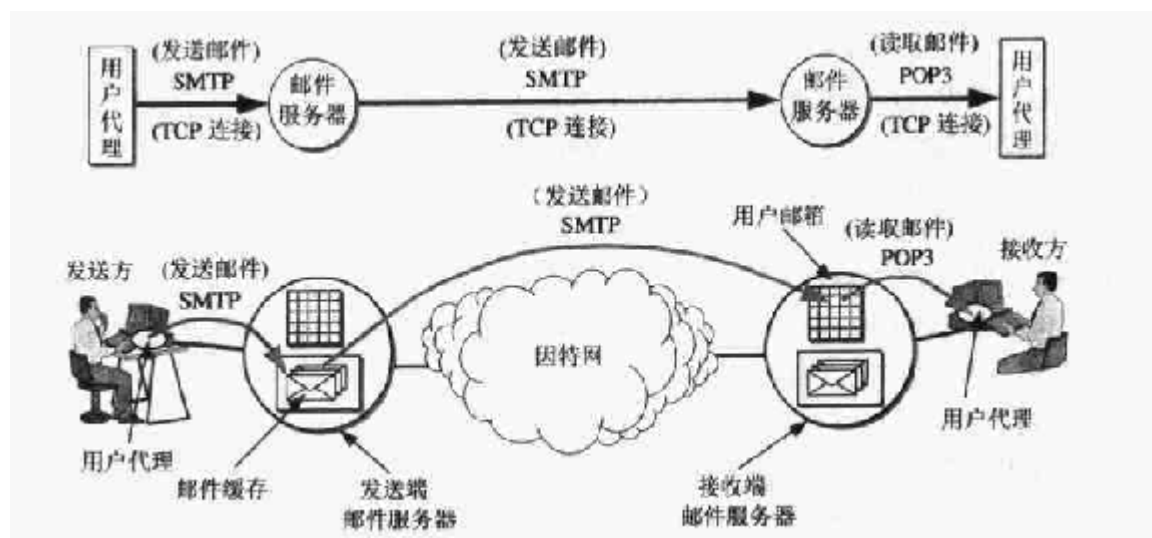 用户代理
(发送邮件)
SMTP
(TCP 连接)
邮件
服务器
(发送邮件)
SMTP
(TCP 连接)
邮件
服务器
(读取邮件)
POP3
(TCP 连接)
用户代理
(发送邮件)
SMTP
用户邮箱
(读取邮件)
POP3
接收方
发送方
(发送邮件)
SMTP
因特网
用户代理
邮件缓存
发送端
邮件服务器
接收端
邮件服务器
用户代理